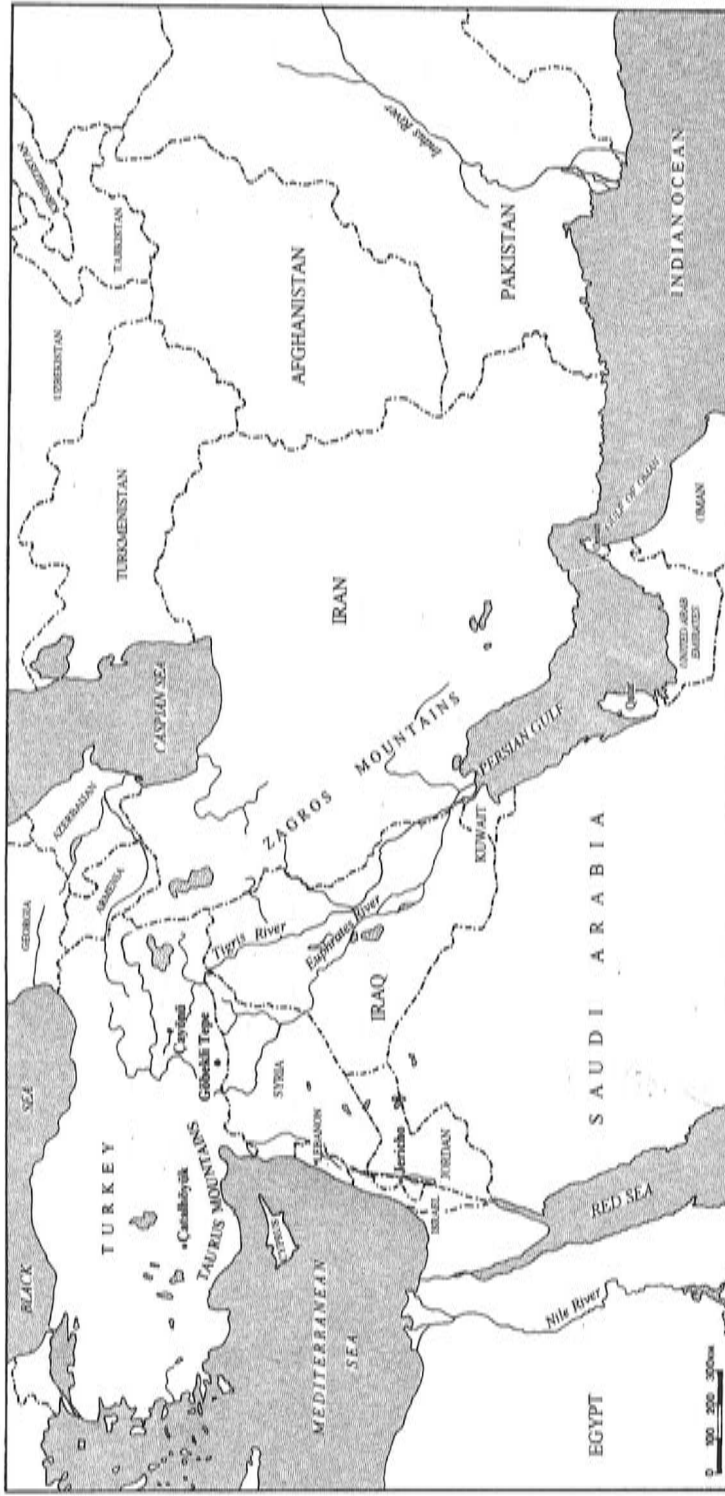 BLACK SEA
GEORGIA
UZBEKISTAN
TURKEY
ARMENIA
AZERBAIJAN
CASPIAN SEA
TURKMENISTAN
TAJIKISTAN
Çatalhöyük
Çayönü
Göbekli Tepe
TAURUS MOUNTAINS
CYPRUS
SYRIA
Tigris River
ZAGROS MOUNTAINS
IRAN
AFGHANISTAN
MEDITERRANEAN
SEA
LEBANON
Euphrates River
IRAQ
Indus River
Jericho
ISRAEL
JORDAN
KUWAIT
PERSIAN GULF
PAKISTAN
Nile River
RED SEA
SAUDI ARABIA
Qatar
UNITED ARAB
EMIRATES
GULF OF OMAN
OMAN
INDIAN OCEAN
EGYPT
0 100 200 300KM